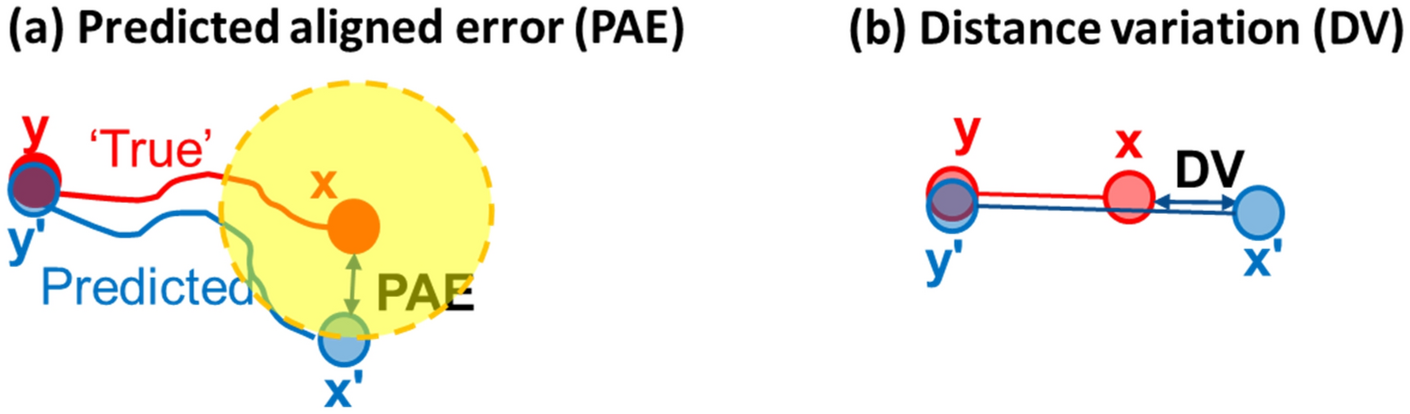 (a) Predicted aligned error (PAE)
y
'True'
x
y'
Predicted
PAE
x'
(b) Distance variation (DV)
y
x
DV
y'
x'